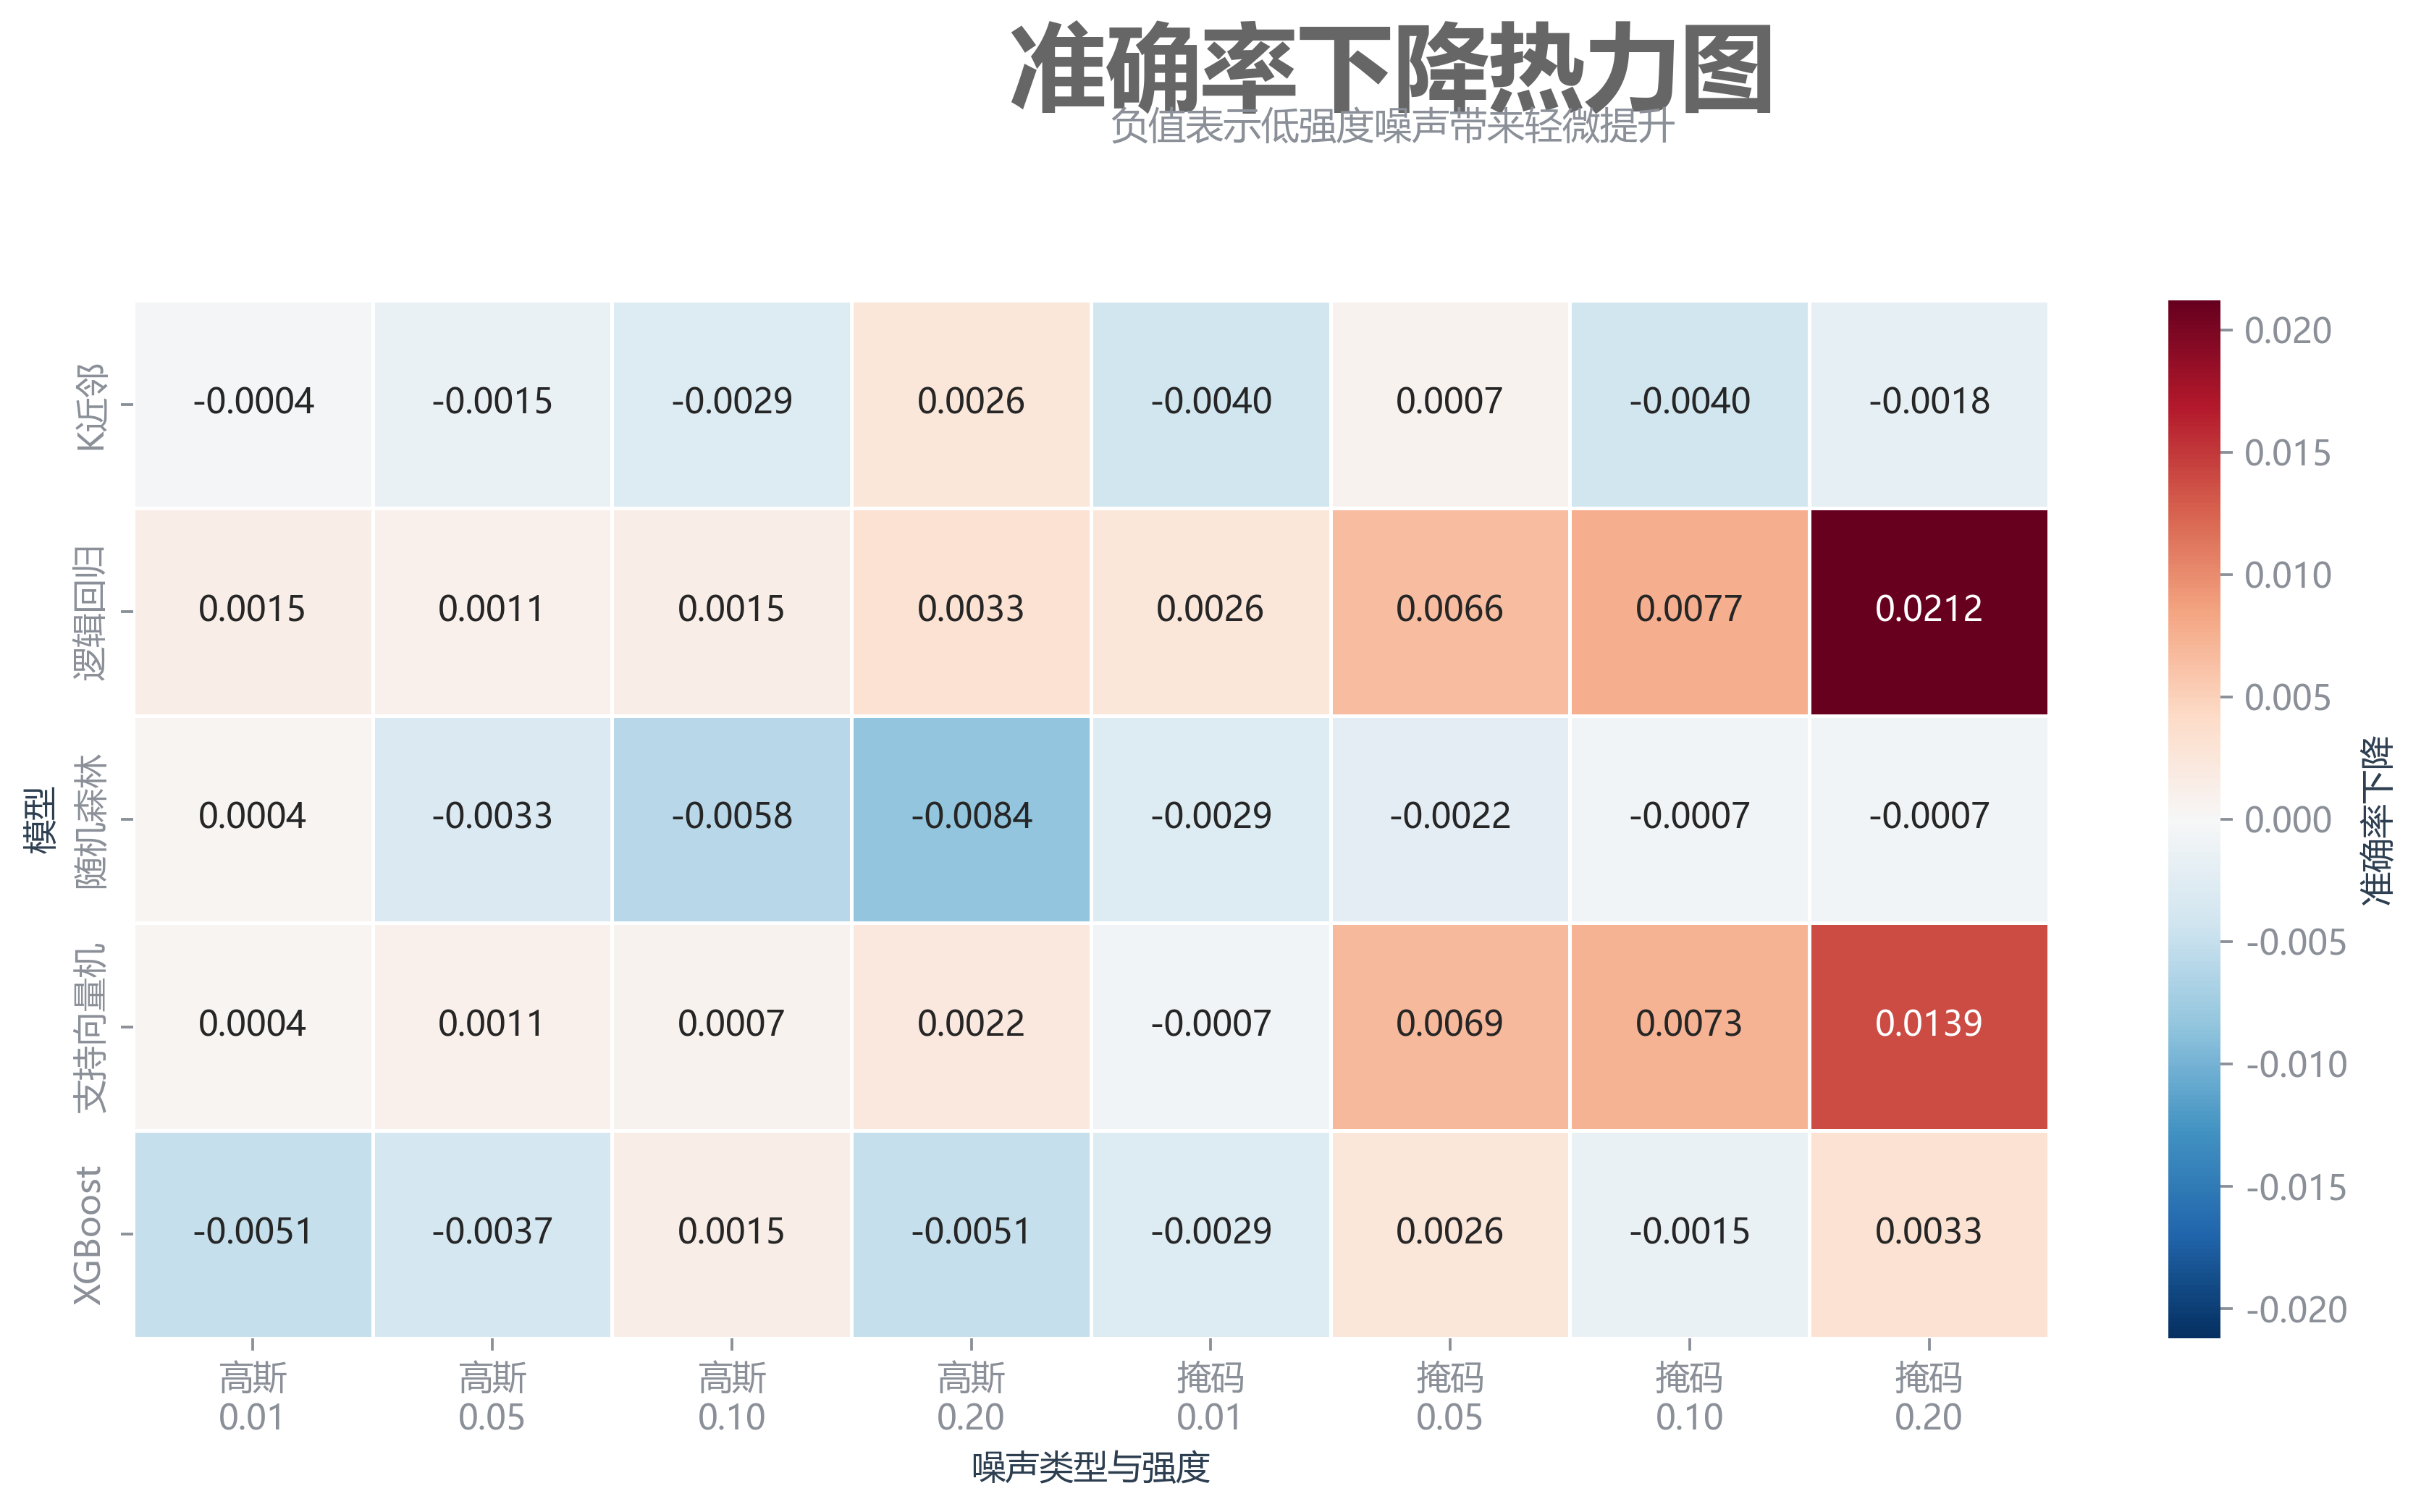 准确率下降热力图
负值表示低强度噪声带来轻微提升
模型
K近邻 -0.0004 -0.0015 -0.0029 0.0026 -0.0040 0.0007 -0.0040 -0.0018
逻辑回归 0.0015 0.0011 0.0015 0.0033 0.0026 0.0066 0.0077 0.0212
随机森林 0.0004 -0.0033 -0.0058 -0.0084 -0.0029 -0.0022 -0.0007 -0.0007
支持向量机 0.0004 0.0011 0.0007 0.0022 -0.0007 0.0069 0.0073 0.0139
XGBoost -0.0051 -0.0037 0.0015 -0.0051 -0.0029 0.0026 -0.0015 0.0033
高斯 高斯 高斯 高斯 掩码 掩码 掩码 掩码
0.01 0.05 0.10 0.20 0.01 0.05 0.10 0.20
噪声类型与强度
0.020
0.015
0.010
0.005
0.000
-0.005
-0.010
-0.015
-0.020
准确率下降